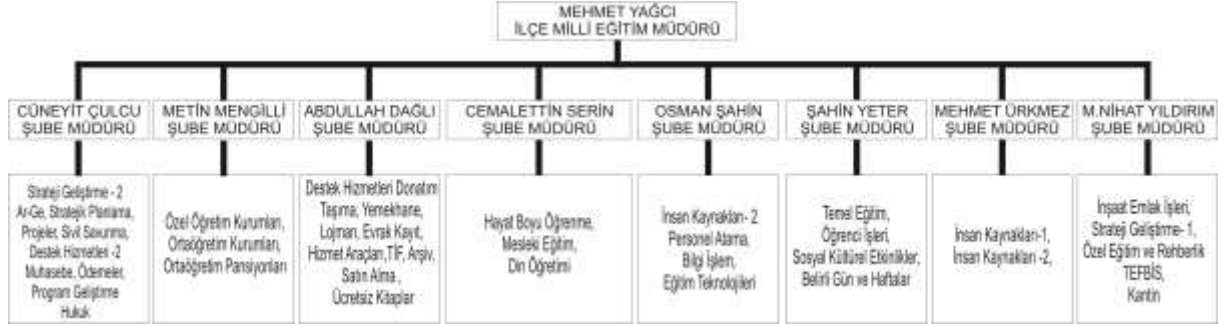 MEHMET YAĞCI
İLÇE MİLLİ EĞİTİM MÜDÜRÜ
CÜNEYİT ÇULCU
ŞUBE MÜDÜRÜ
Strateji Geliştirme - 2
Ar-Ge, Stratejik Planlama,
Projeler, Sivil Savunma,
Destek Hizmetleri -2
Muhasebe, Ödemeler,
Program Geliştirme
Hukuk
METİN MENGİLLİ
ŞUBE MÜDÜRÜ
Özel Öğretim Kurumları,
Ortaöğretim Kurumları,
Ortaöğretim Pansiyonları
ABDULLAH DAĞLI
ŞUBE MÜDÜRÜ
Destek Hizmetleri Donatım
Taşıma, Yemekhane,
Lojman, Evrak Kayıt,
Hizmet Araçları,TİF, Arşiv,
Satın Alma ,
Ücretsiz Kitaplar
CEMALETTİN SERİN
ŞUBE MÜDÜRÜ
Hayat Boyu Öğrenme,
Mesleki Eğitim,
Din Öğretimi
OSMAN ŞAHİN
ŞUBE MÜDÜRÜ
İnsan Kaynakları- 2
Personel Atama,
Bilgi İşlem,
Eğitim Teknolojileri
ŞAHİN YETER
ŞUBE MÜDÜRÜ
Temel Eğitim,
Öğrenci İşleri,
Sosyal Kültürel Etkinlikler,
Belirli Gün ve Haftalar
MEHMET ÜRKMEZ
ŞUBE MÜDÜRÜ
İnsan Kaynakları-1,
İnsan Kaynakları -2,
M.NİHAT YILDIRIM
ŞUBE MÜDÜRÜ
İnşaat Emlak İşleri,
Strateji Geliştirme- 1,
Özel Eğitim ve Rehberlik
TEFBİS,
Kantin